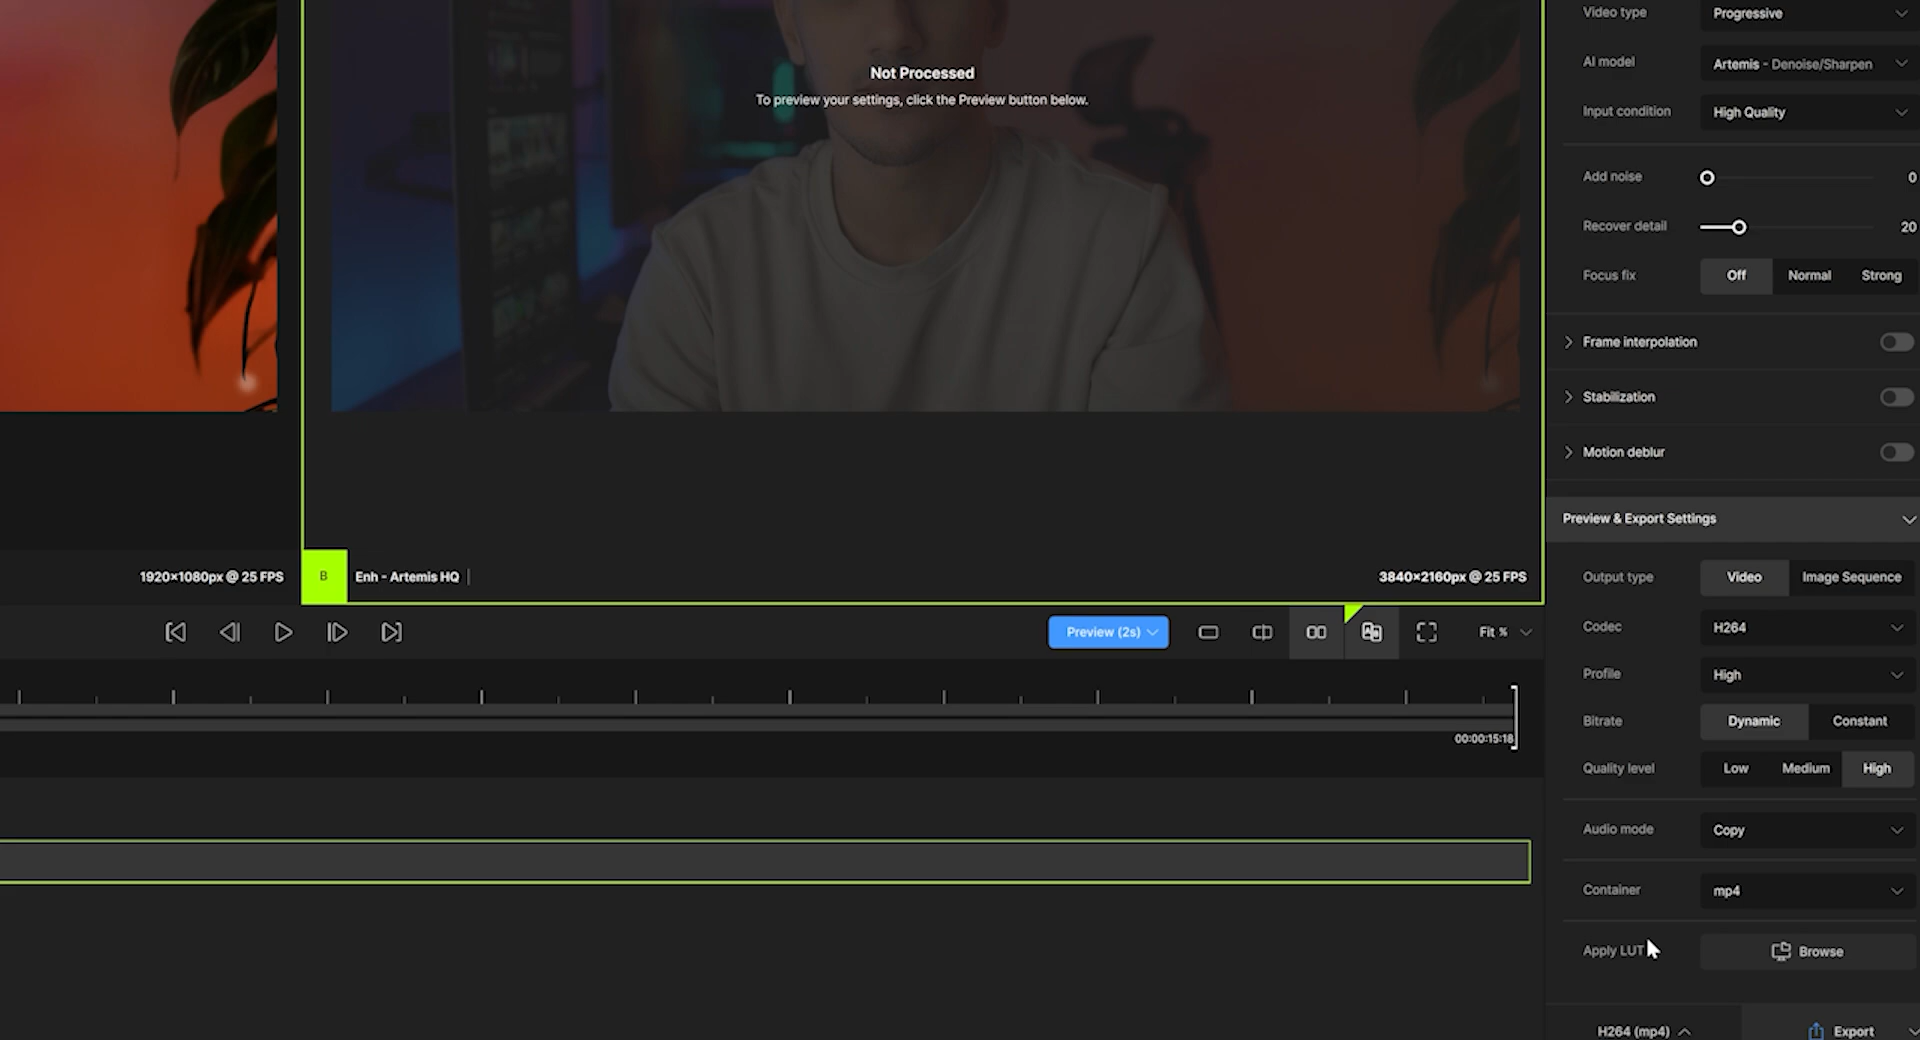 Video type
Progressive
AI model
Artemis - Denoise/Sharpen
Input condition
High Quality
Not Processed
To preview your settings, click the Preview button below.
Add noise
0
Recover detail
20
Focus fix
Off
Normal
Strong
Frame interpolation
Stabilization
Motion deblur
Preview & Export Settings
1920×1080px @ 25 FPS
B
Enh - Artemis HQ
3840×2160px @ 25 FPS
Output type
Video
Image Sequence
Preview (2s)
Fit %
Codec
H264
Profile
High
Bitrate
Dynamic
Constant
00:00:15:18
Quality level
Low
Medium
High
Audio mode
Copy
Container
mp4
Apply LUT
Browse
H264 (mp4)
Export